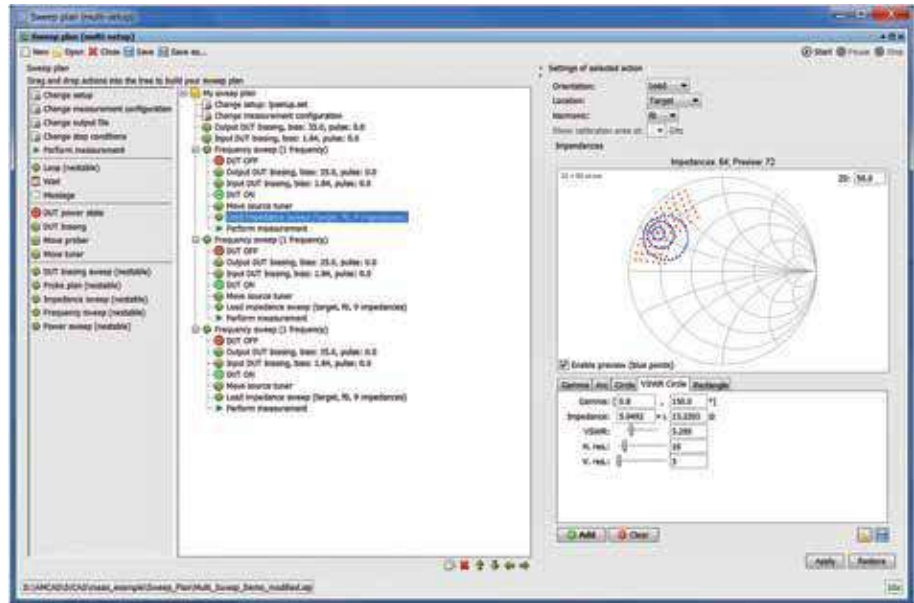 Sweep plan (multi-setup)
Sweep plan (multi setup)
New Open Close Save Save as...
Start Pause Stop
Sweep plan
Drag and drop actions into the tree to build your sweep plan
Change setup
Change measurement configuration
Change output file
Change stop conditions
Perform measurement
Loop (nestable)
Wait
Message
DUT power state
DUT biasing
Move prober
Move tuner
DUT biasing sweep (nestable)
Probe plan (nestable)
Impedance sweep (nestable)
Frequency sweep (nestable)
Power sweep (nestable)
My sweep plan
Change setup:
Change measurement configuration
Output DUT biasing, bias: 35.0, pulse: 0.0
Input DUT biasing, bias: 1.84, pulse: 0.0
Frequency sweep (1 frequency)
DUT OFF
Output DUT biasing, bias: 35.0, pulse: 0.0
Input DUT biasing, bias: 1.84, pulse: 0.0
DUT ON
Move source tuner
Load impedance sweep (target, f0, 9 impedances)
Perform measurement
Frequency sweep (1 frequency)
DUT OFF
Output DUT biasing, bias: 35.0, pulse: 0.0
Input DUT biasing, bias: 1.84, pulse: 0.0
DUT ON
Move source tuner
Load impedance sweep (target, f0, 9 impedances)
Perform measurement
Frequency sweep (1 frequency)
DUT OFF
Output DUT biasing, bias: 35.0, pulse: 0.0
Input DUT biasing, bias: 1.84, pulse: 0.0
DUT ON
Move source tuner
Load impedance sweep (target, f0, 9 impedances)
Perform measurement
Settings of selected action
Orientation: Load
Location: Target
Harmonic: f0
Show calibration area at: GHz
Impedances
Impedances 64, Preview 72
Z0: 50.0
Enable preview (blue points)
Gamma Arc Circle VSWR Circle Rectangle
Gamma: [ 0.8 , 150.0 °]
Impedance:
VSWR:
H. res.: 16
V. res.: 3
Add Clear
Apply Restore